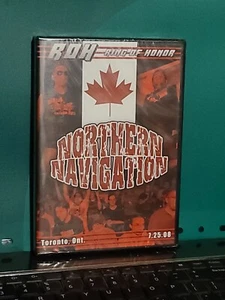 ROH RING OF HONOR
NORTHERN
NAVIGATION
Toronto, Ont. 7.25.08